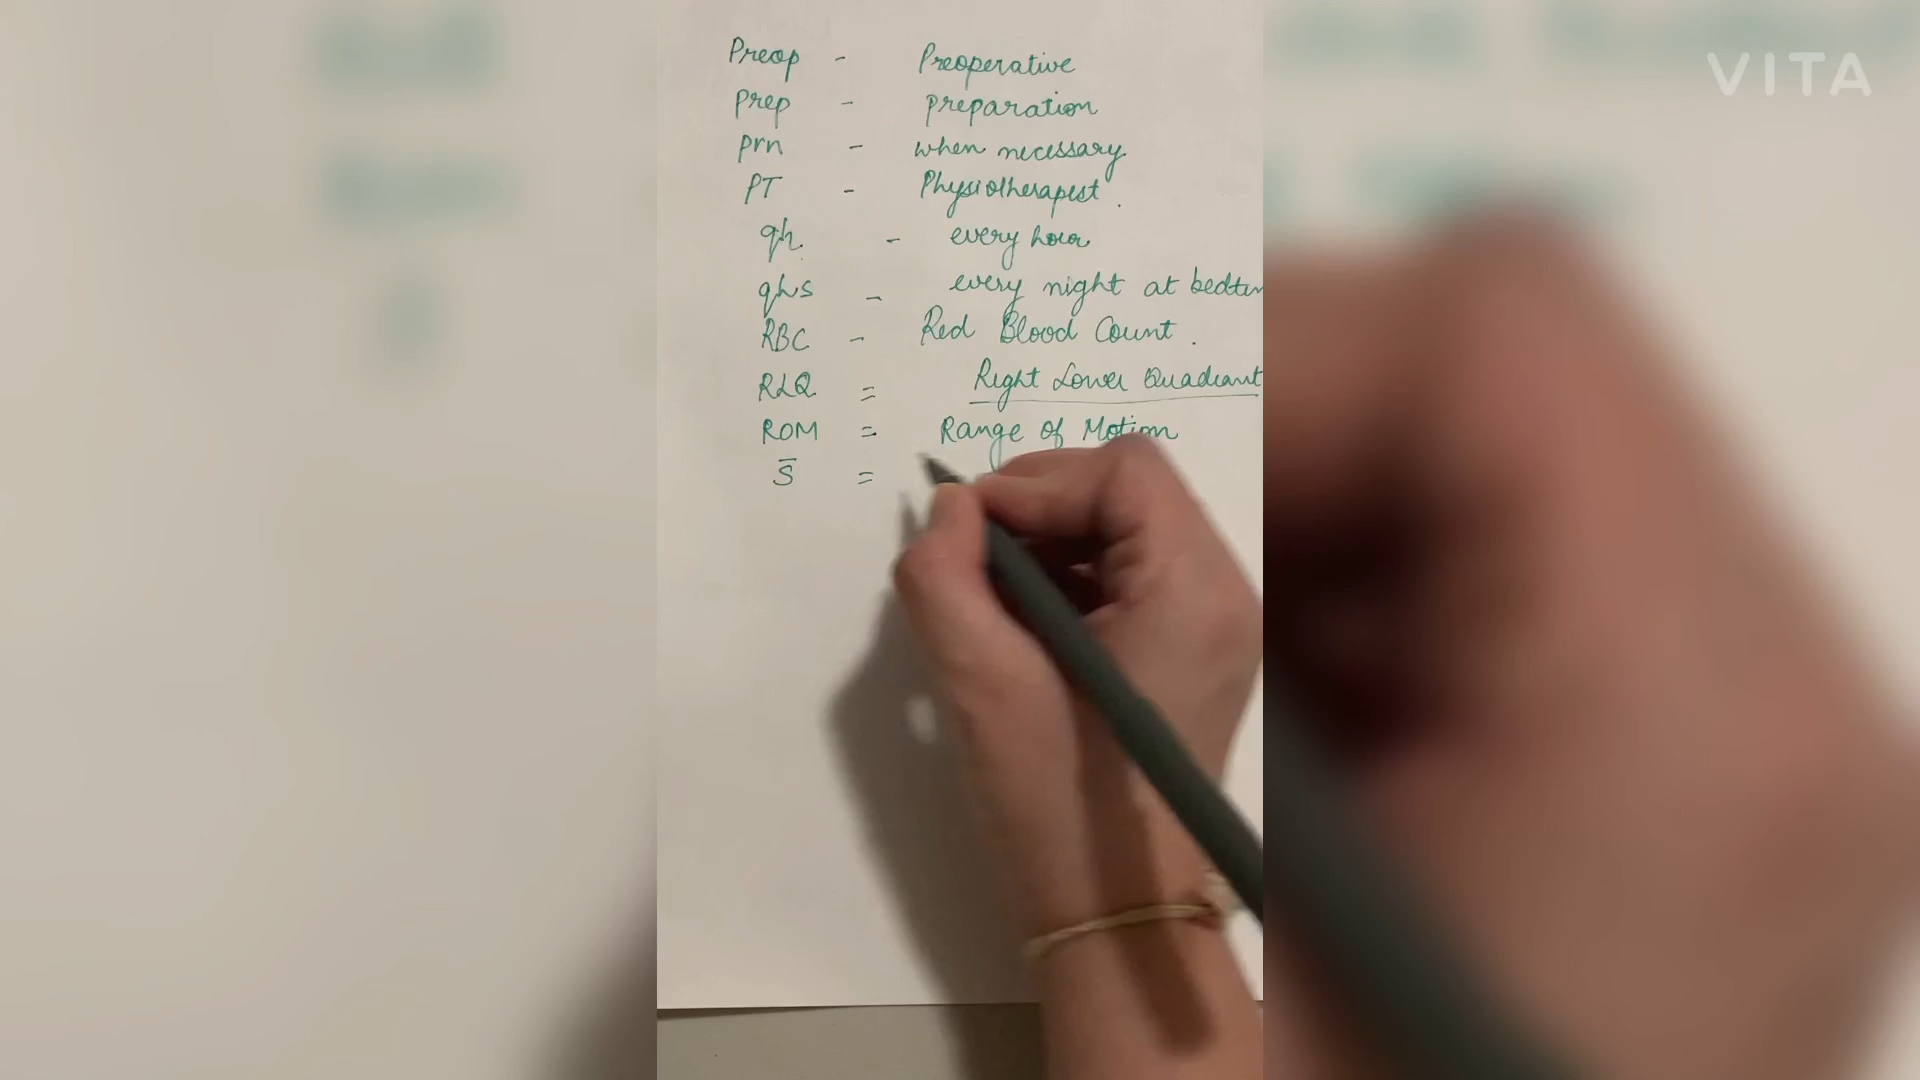 Preop - Preoperative
Prep - preparation
prn - when necessary.
PT - Physiotherapist.
qh. - every hour
qhs - every night at bedtim
RBC - Red Blood Count.
RLQ = Right Lower Quadrant
ROM = Range of Motion
S̅ =
VITA